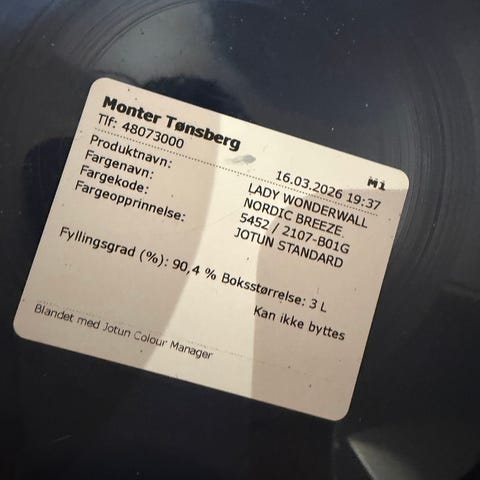 Monter Tønsberg
Tlf: 48073000
16.03.2026 19:37
Mi
Produktnavn: LADY WONDERWALL
Fargenavn: NORDIC BREEZE
Fargekode: 5452 / 2107-B01G
Fargeopprinnelse: JOTUN STANDARD
Fyllingsgrad (%): 90,4 % Boksstørrelse: 3 L
Kan ikke byttes
Blandet med Jotun Colour Manager